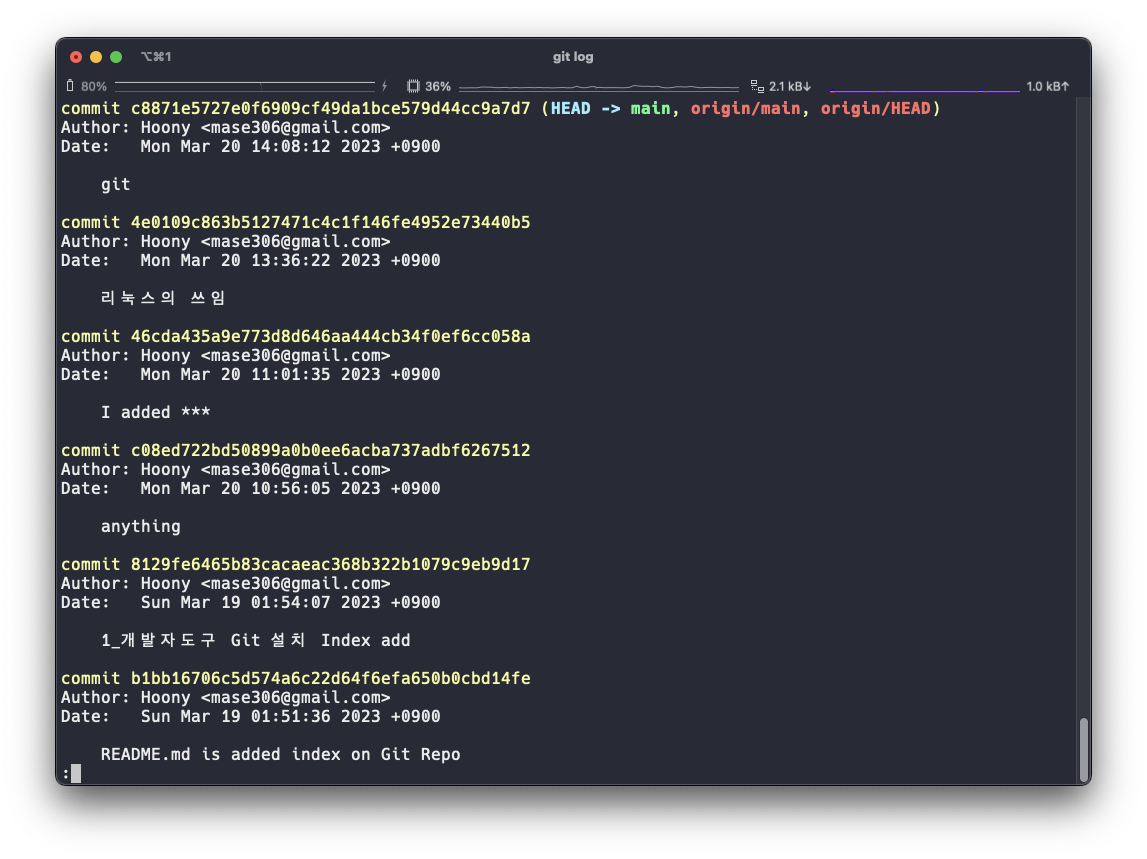 ⌥⌘1 git log
80% 36% 2.1 kB↓ 1.0 kB↑
commit c8871e5727e0f6909cf49da1bce579d44cc9a7d7 (HEAD -> main, origin/main, origin/HEAD)
Author: Hoony <mase306@gmail.com>
Date:   Mon Mar 20 14:08:12 2023 +0900
git
commit 4e0109c863b5127471c4c1f146fe4952e73440b5
Author: Hoony <mase306@gmail.com>
Date:   Mon Mar 20 13:36:22 2023 +0900
리눅스의 쓰임
commit 46cda435a9e773d8d646aa444cb34f0ef6cc058a
Author: Hoony <mase306@gmail.com>
Date:   Mon Mar 20 11:01:35 2023 +0900
I added ***
commit c08ed722bd50899a0b0ee6acba737adbf6267512
Author: Hoony <mase306@gmail.com>
Date:   Mon Mar 20 10:56:05 2023 +0900
anything
commit 8129fe6465b83cacaeac368b322b1079c9eb9d17
Author: Hoony <mase306@gmail.com>
Date:   Sun Mar 19 01:54:07 2023 +0900
1_개발자도구 Git 설치 Index add
commit b1bb16706c5d574a6c22d64f6efa650b0cbd14fe
Author: Hoony <mase306@gmail.com>
Date:   Sun Mar 19 01:51:36 2023 +0900
README.md is added index on Git Repo
: